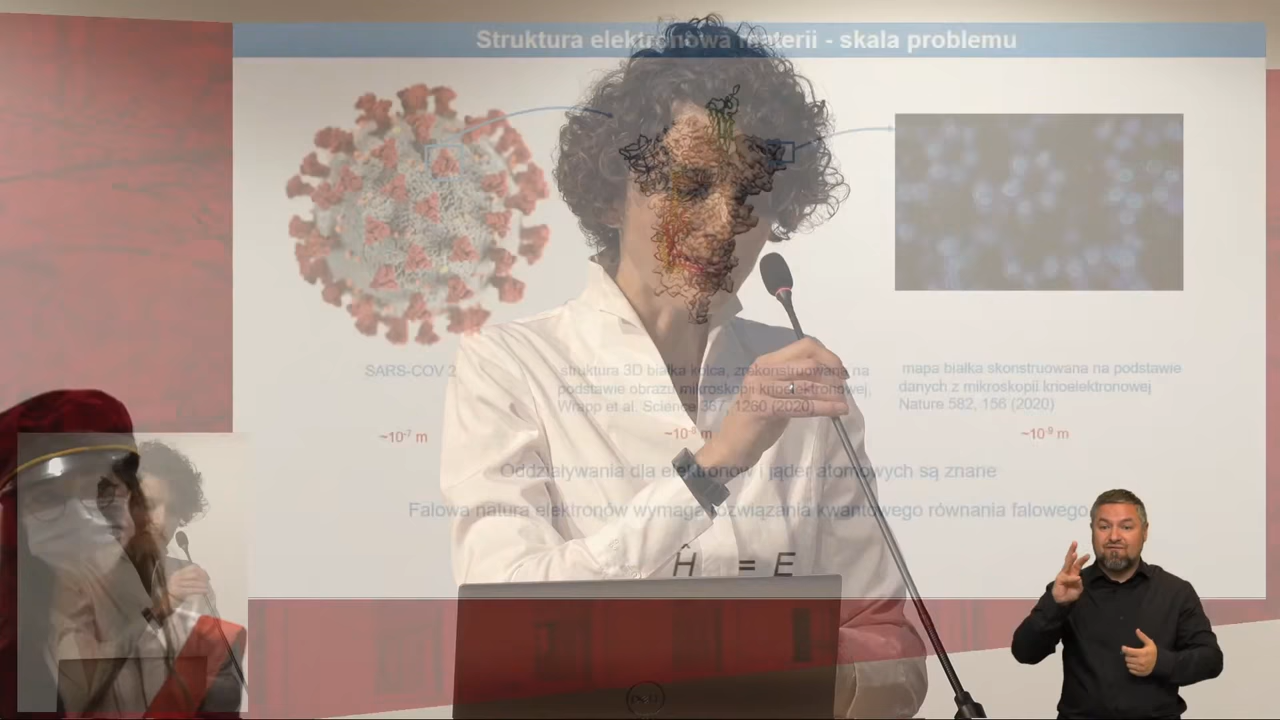 Struktura elektronowa materii - skala problemu
SARS-COV 2
struktura 3D białka kolca, zrekonstruowana na
podstawie obrazu mikroskopii krioelektronowej,
Wrapp et al. Science 367, 1260 (2020)
mapa białka skonstruowana na podstawie
danych z mikroskopii krioelektronowej
Nature 582, 156 (2020)
~10⁻⁷ m
~10⁻⁸ m
~10⁻⁹ m
Oddziaływania dla elektronów i jąder atomowych są znane
Falowa natura elektronów wymaga rozwiązania kwantowego równania falowego
Ĥ = E